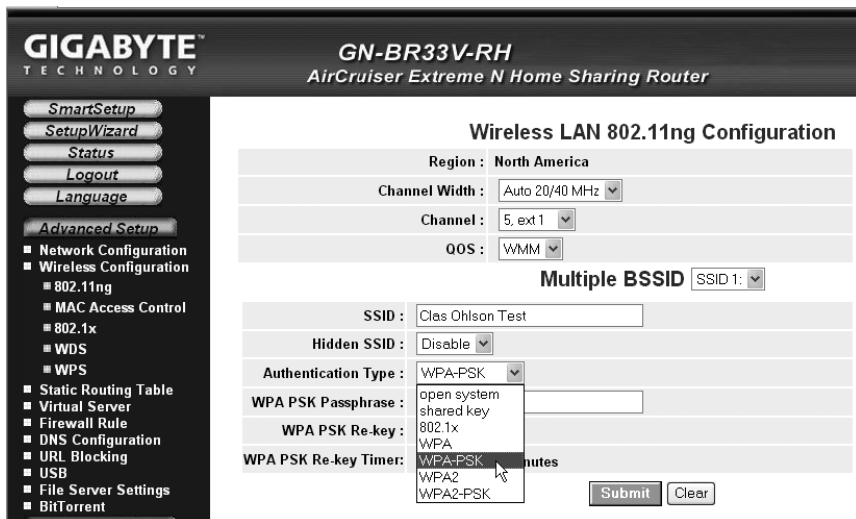 GIGABYTE™
TECHNOLOGY
GN-BR33V-RH
AirCruiser Extreme N Home Sharing Router
SmartSetup
SetupWizard
Status
Logout
Language
Advanced Setup
Network Configuration
Wireless Configuration
802.11ng
MAC Access Control
802.1x
WDS
WPS
Static Routing Table
Virtual Server
Firewall Rule
DNS Configuration
URL Blocking
USB
File Server Settings
BitTorrent
Wireless LAN 802.11ng Configuration
Region : North America
Channel Width : Auto 20/40 MHz
Channel : 5, ext 1
QOS : WMM
Multiple BSSID SSID 1:
SSID : Clas Ohlson Test
Hidden SSID : Disable
Authentication Type : WPA-PSK
WPA PSK Passphrase :
WPA PSK Re-key :
WPA PSK Re-key Timer:
open system
shared key
802.1x
WPA
WPA-PSK nutes
WPA2
WPA2-PSK
Submit Clear